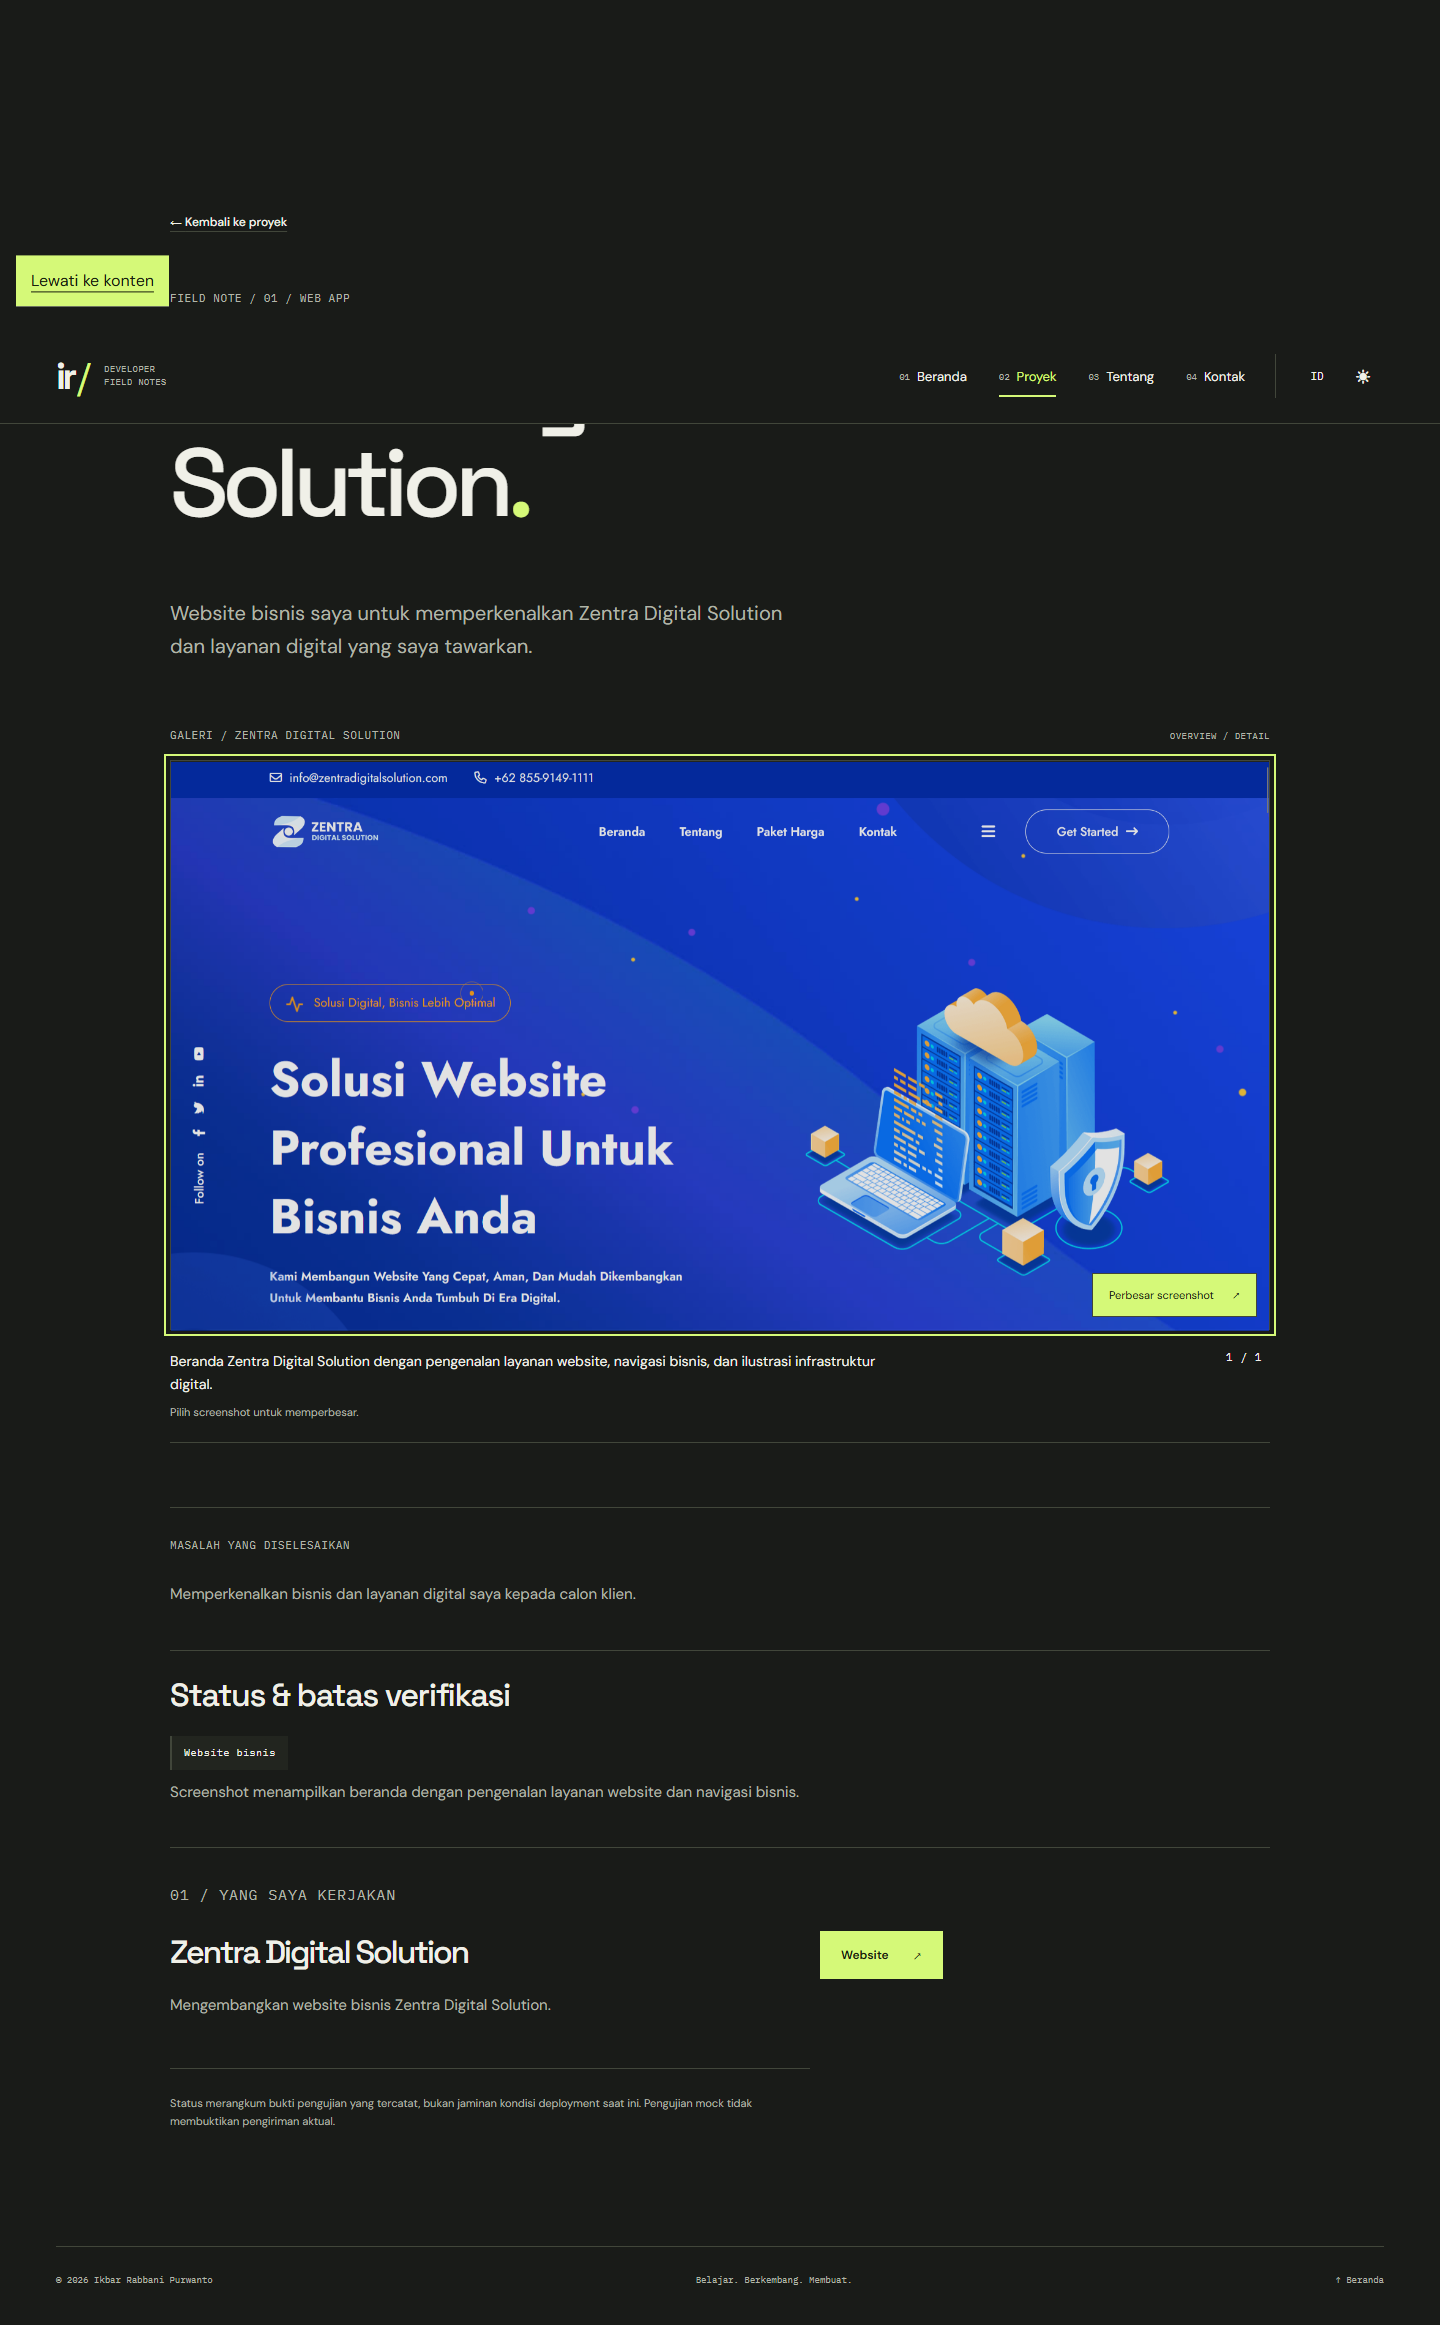 ← Kembali ke proyek
Lewati ke konten
FIELD NOTE / 01 / WEB APP
ir/
DEVELOPER
FIELD NOTES
01 Beranda
02 Proyek
03 Tentang
04 Kontak
ID
Solution.
Website bisnis saya untuk memperkenalkan Zentra Digital Solution
dan layanan digital yang saya tawarkan.
GALERI / ZENTRA DIGITAL SOLUTION
OVERVIEW / DETAIL
info@zentradigitalsolution.com
+62 855-9149-1111
ZENTRA
DIGITAL SOLUTION
Beranda
Tentang
Paket Harga
Kontak
Get Started →
Solusi Digital, Bisnis Lebih Optimal
Solusi Website
Profesional Untuk
Bisnis Anda
Follow on
Kami Membangun Website Yang Cepat, Aman, Dan Mudah Dikembangkan
Untuk Membantu Bisnis Anda Tumbuh Di Era Digital.
Perbesar screenshot ↗
Beranda Zentra Digital Solution dengan pengenalan layanan website, navigasi bisnis, dan ilustrasi infrastruktur
digital.
1 / 1
Pilih screenshot untuk memperbesar.
MASALAH YANG DISELESAIKAN
Memperkenalkan bisnis dan layanan digital saya kepada calon klien.
Status & batas verifikasi
Website bisnis
Screenshot menampilkan beranda dengan pengenalan layanan website dan navigasi bisnis.
01 / YANG SAYA KERJAKAN
Zentra Digital Solution
Website ↗
Mengembangkan website bisnis Zentra Digital Solution.
Status merangkum bukti pengujian yang tercatat, bukan jaminan kondisi deployment saat ini. Pengujian mock tidak
membuktikan pengiriman aktual.
© 2026 Ikbar Rabbani Purwanto
Belajar. Berkembang. Membuat.
↑ Beranda